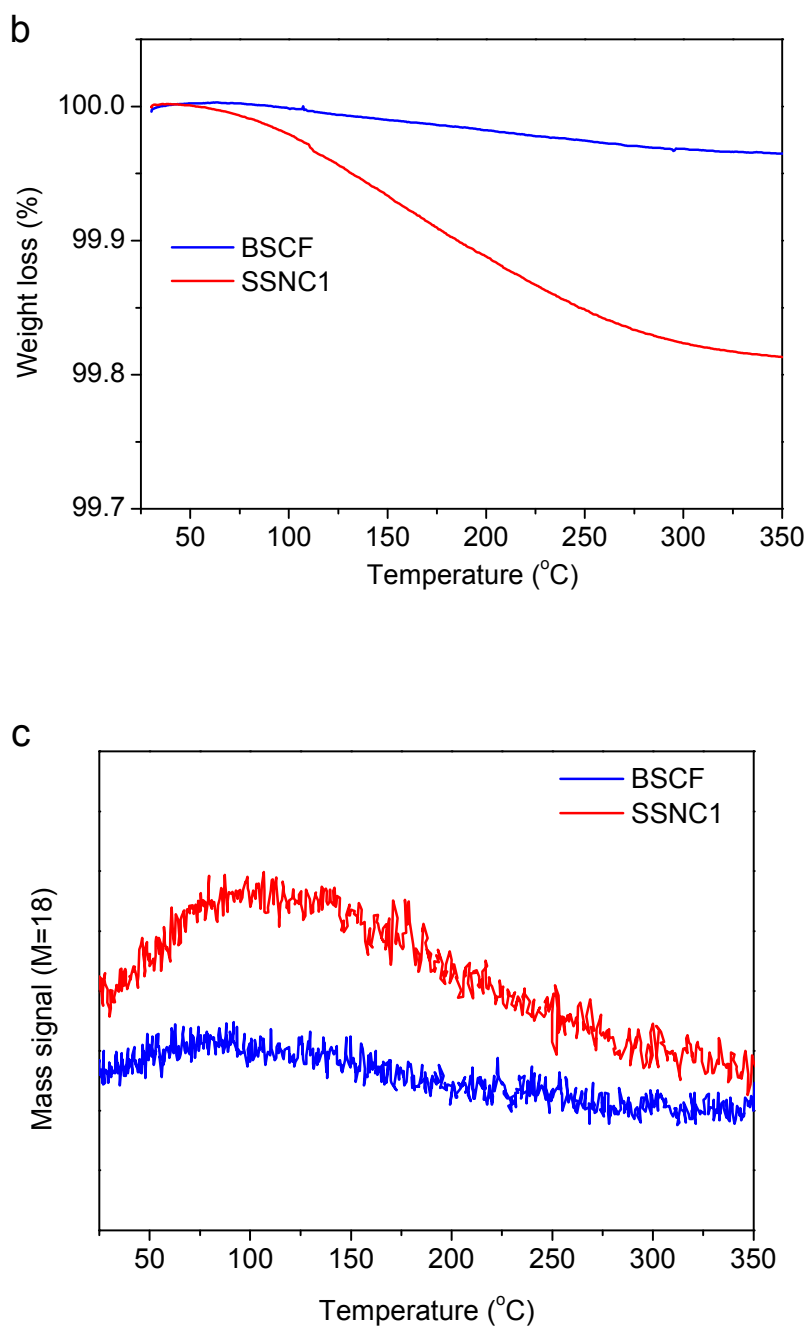 b
100.0
99.9
99.8
99.7
Weight loss (%)
BSCF
SSNC1
50 100 150 200 250 300 350
Temperature (°C)
c
BSCF
SSNC1
Mass signal (M=18)
50 100 150 200 250 300 350
Temperature (°C)